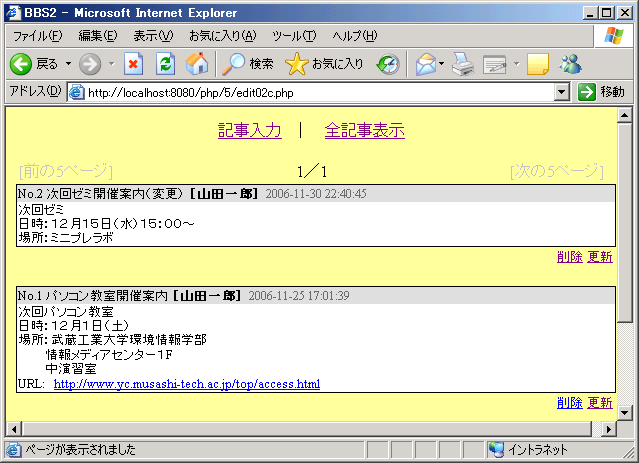 BBS2 - Microsoft Internet Explorer
ファイル(F) 編集(E) 表示(V) お気に入り(A) ツール(T) ヘルプ(H)
戻る 検索 お気に入り
アドレス(D) http://localhost:8080/php/5/edit02c.php 移動
記事入力 | 全記事表示
[前の5ページ] 1／1 [次の5ページ]
No.2 次回ゼミ開催案内(変更) [山田一郎] 2006-11-30 22:40:45
次回ゼミ
日時：１２月１５日(水)１５：００～
場所：ミニプレラボ
削除 更新
No.1 パソコン教室開催案内 [山田一郎] 2006-11-25 17:01:39
次回パソコン教室
日時：１２月１日(土)
場所：武蔵工業大学環境情報学部
情報メディアセンター１F
中演習室
URL: http://www.yc.musashi-tech.ac.jp/top/access.html
削除 更新
ページが表示されました イントラネット